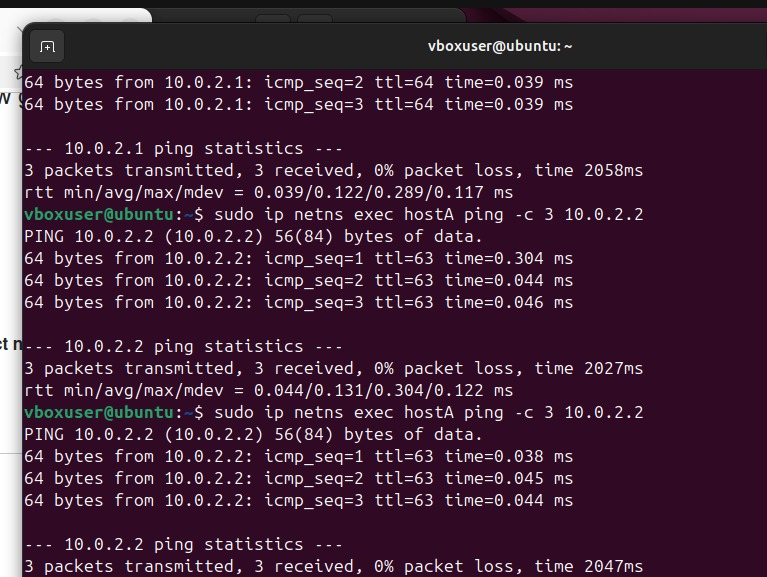 vboxuser@ubuntu: ~
64 bytes from 10.0.2.1: icmp_seq=2 ttl=64 time=0.039 ms
64 bytes from 10.0.2.1: icmp_seq=3 ttl=64 time=0.039 ms
--- 10.0.2.1 ping statistics ---
3 packets transmitted, 3 received, 0% packet loss, time 2058ms
rtt min/avg/max/mdev = 0.039/0.122/0.289/0.117 ms
vboxuser@ubuntu:~$ sudo ip netns exec hostA ping -c 3 10.0.2.2
PING 10.0.2.2 (10.0.2.2) 56(84) bytes of data.
64 bytes from 10.0.2.2: icmp_seq=1 ttl=63 time=0.304 ms
64 bytes from 10.0.2.2: icmp_seq=2 ttl=63 time=0.044 ms
64 bytes from 10.0.2.2: icmp_seq=3 ttl=63 time=0.046 ms
--- 10.0.2.2 ping statistics ---
3 packets transmitted, 3 received, 0% packet loss, time 2027ms
rtt min/avg/max/mdev = 0.044/0.131/0.304/0.122 ms
vboxuser@ubuntu:~$ sudo ip netns exec hostA ping -c 3 10.0.2.2
PING 10.0.2.2 (10.0.2.2) 56(84) bytes of data.
64 bytes from 10.0.2.2: icmp_seq=1 ttl=63 time=0.038 ms
64 bytes from 10.0.2.2: icmp_seq=2 ttl=63 time=0.045 ms
64 bytes from 10.0.2.2: icmp_seq=3 ttl=63 time=0.044 ms
--- 10.0.2.2 ping statistics ---
3 packets transmitted, 3 received, 0% packet loss, time 2047ms